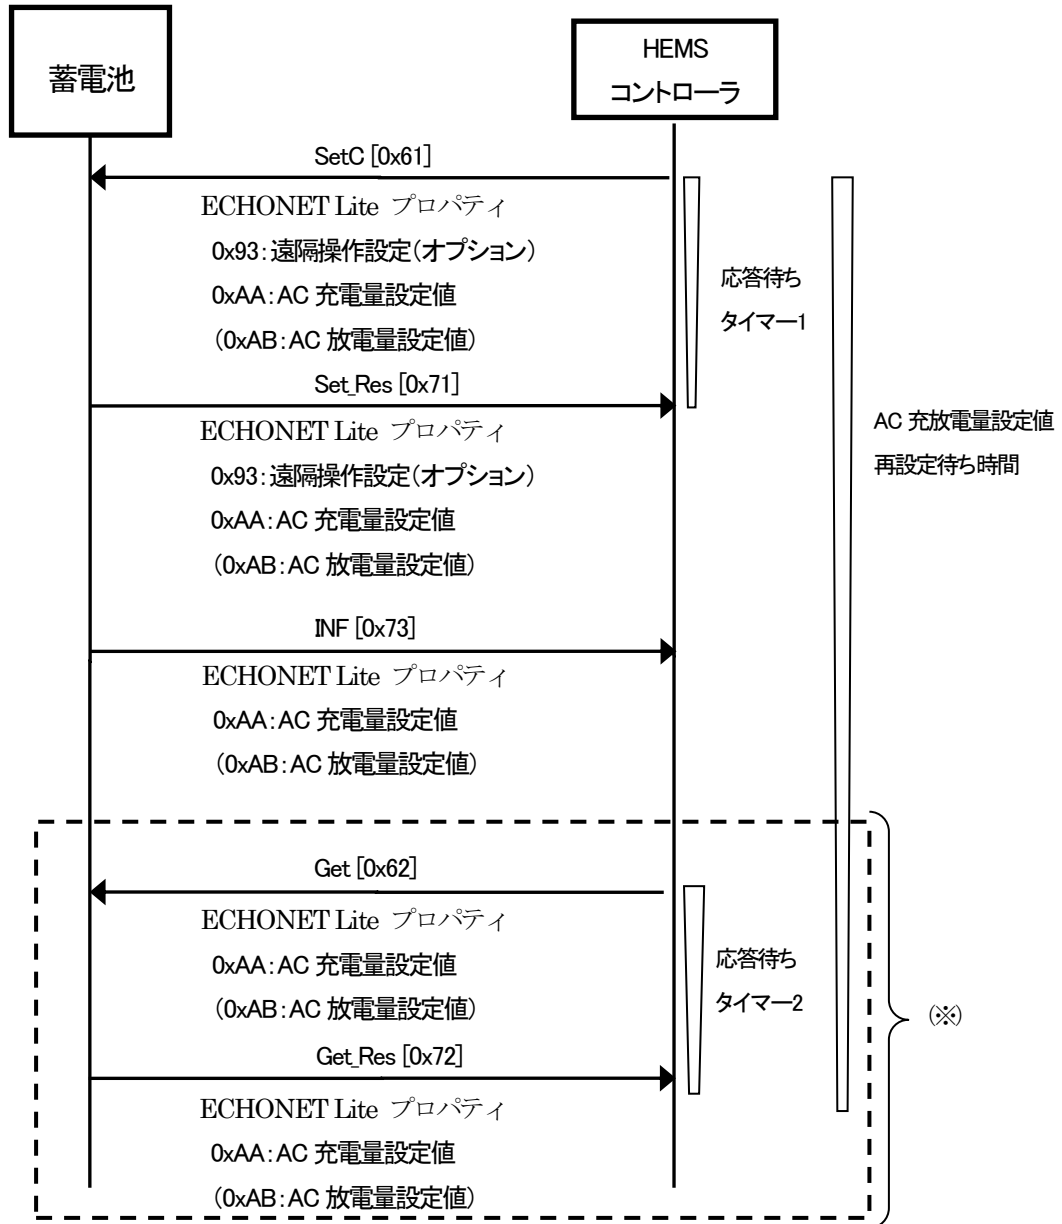 蓄電池
HEMS
コントローラ
SetC [0x61]
ECHONET Lite プロパティ
0x93:遠隔操作設定(オプション)
0xAA:AC 充電量設定値
(0xAB:AC 放電量設定値)
応答待ち
タイマー1
Set_Res [0x71]
ECHONET Lite プロパティ
0x93:遠隔操作設定(オプション)
0xAA:AC 充電量設定値
(0xAB:AC 放電量設定値)
AC 充放電量設定値
再設定待ち時間
INF [0x73]
ECHONET Lite プロパティ
0xAA:AC 充電量設定値
(0xAB:AC 放電量設定値)
Get [0x62]
ECHONET Lite プロパティ
0xAA:AC 充電量設定値
(0xAB:AC 放電量設定値)
応答待ち
タイマー2
(※)
Get_Res [0x72]
ECHONET Lite プロパティ
0xAA:AC 充電量設定値
(0xAB:AC 放電量設定値)